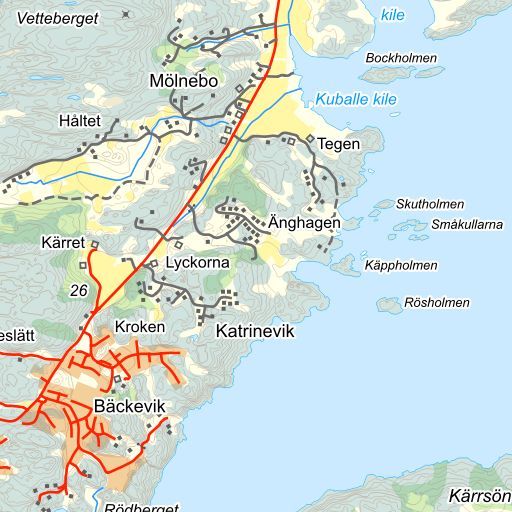 Vetteberget
kile
Bockholmen
Mölnebo
Kuballe kile
Håltet
Tegen
Skutholmen
Änghagen
Småkullarna
Kärret
Lyckorna
Käppholmen
26
Rösholmen
Kroken
Katrinevik
eslätt
Bäckevik
Kärrsön
Rödberget